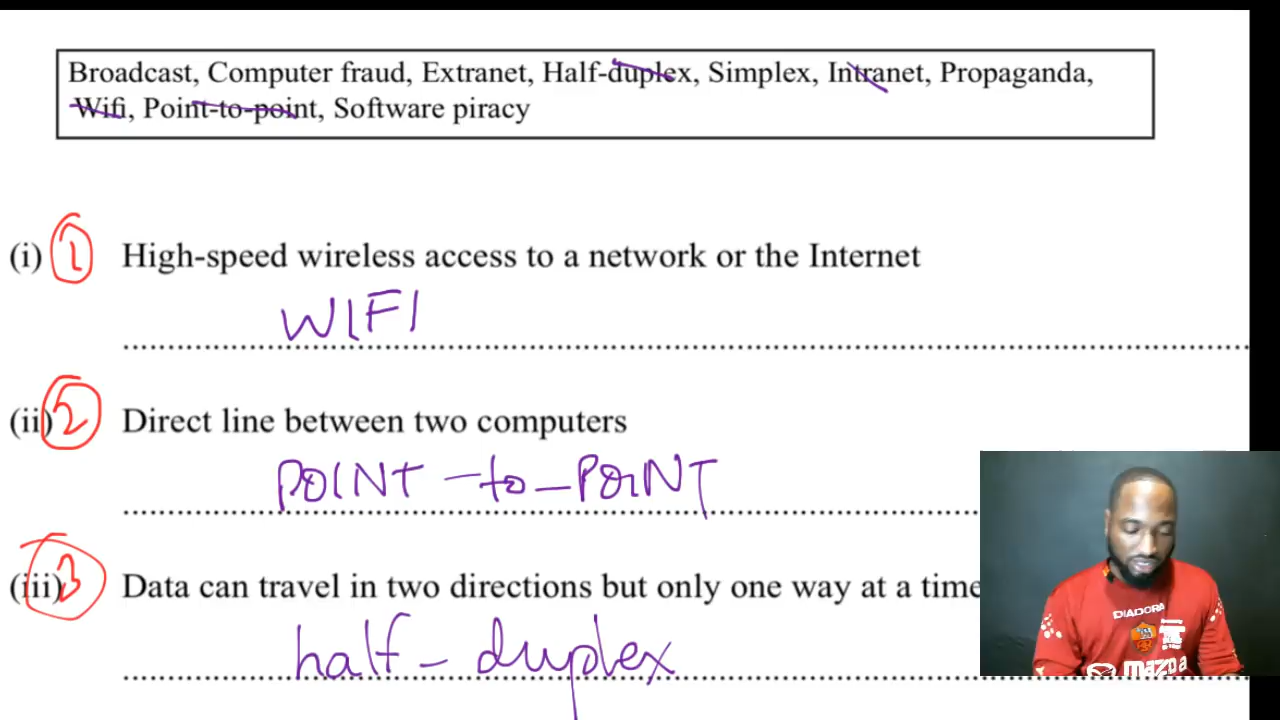 Broadcast, Computer fraud, Extranet, Half-duplex, Simplex, Intranet, Propaganda,
Wifi, Point-to-point, Software piracy
(i) 1 High-speed wireless access to a network or the Internet
WIFI
(ii) 2 Direct line between two computers
POINT-to-POINT
(iii) 3 Data can travel in two directions but only one way at a time
half-duplex
DIADORA
mazda